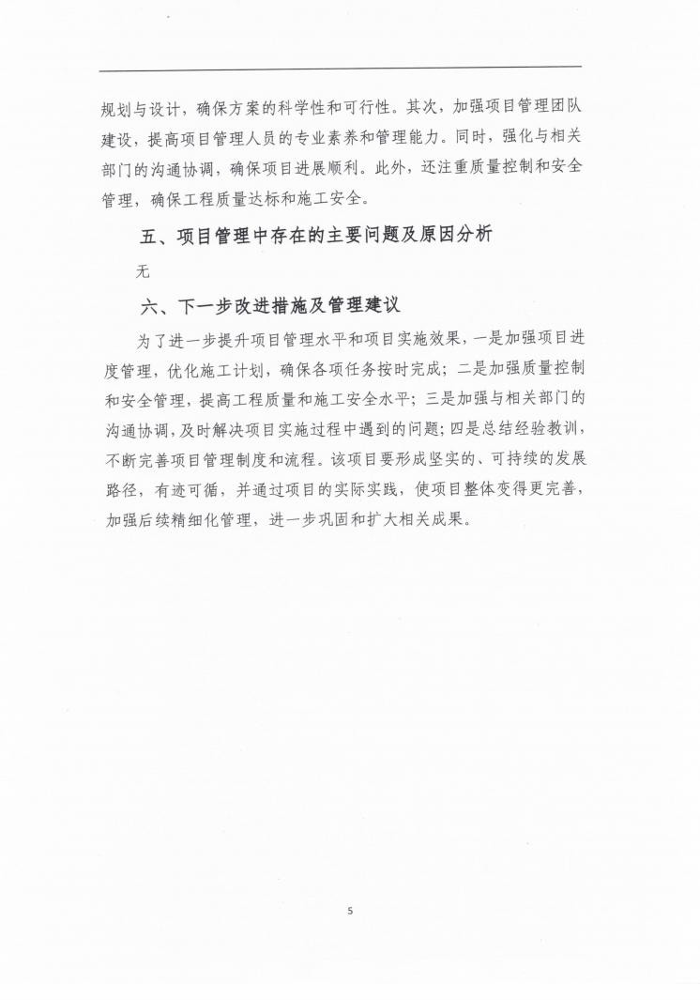 规划与设计，确保方案的科学性和可行性。其次，加强项目管理团队
建设，提高项目管理人员的专业素养和管理能力。同时，强化与相关
部门的沟通协调，确保项目进展顺利。此外，还注重质量控制和安全
管理，确保工程质量达标和施工安全。
五、项目管理中存在的主要问题及原因分析
无
六、下一步改进措施及管理建议
为了进一步提升项目管理水平和项目实施效果，一是加强项目进
度管理，优化施工计划，确保各项任务按时完成；二是加强质量控制
和安全管理，提高工程质量和施工安全水平；三是加强与相关部门的
沟通协调，及时解决项目实施过程中遇到的问题；四是总结经验教训，
不断完善项目管理制度和流程。该项目要形成坚实的、可持续的发展
路径，有迹可循，并通过项目的实际实践，使项目整体变得更完善，
加强后续精细化管理，进一步巩固和扩大相关成果。
5